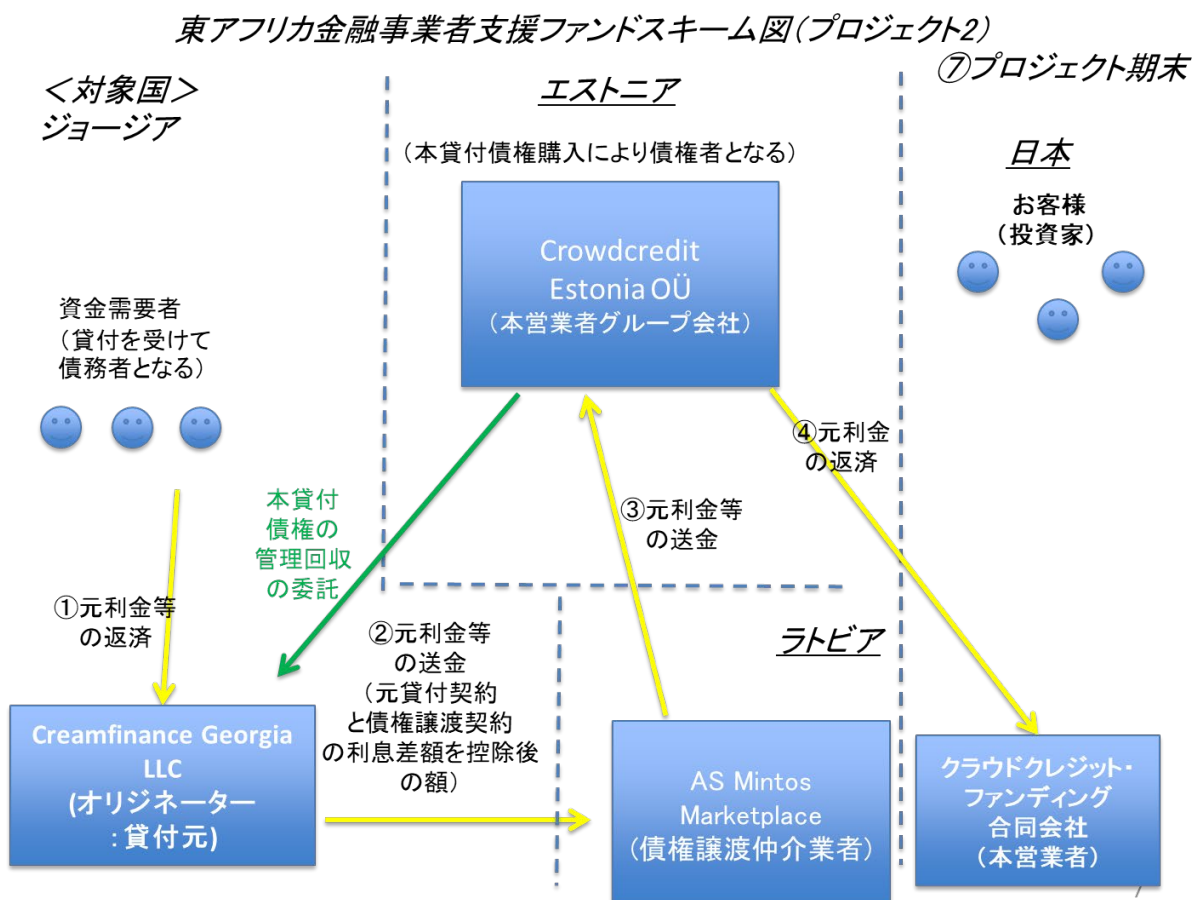 東アフリカ金融事業者支援ファンドスキーム図(プロジェクト2)
⑦プロジェクト期末
<対象国>
ジョージア
エストニア
(本貸付債権購入により債権者となる)
日本
お客様
(投資家)
Crowdcredit
Estonia OÜ
(本営業者グループ会社)
資金需要者
(貸付を受けて
債務者となる)
④元利金
の返済
本貸付
債権の
管理回収
の委託
③元利金等
の送金
①元利金等
の返済
②元利金等
の送金
(元貸付契約
と債権譲渡契約
の利息差額を控除後
の額)
ラトビア
Creamfinance Georgia
LLC
(オリジネーター
:貸付元)
AS Mintos
Marketplace
(債権譲渡仲介業者)
クラウドクレジット・
ファンディング
合同会社
(本営業者)